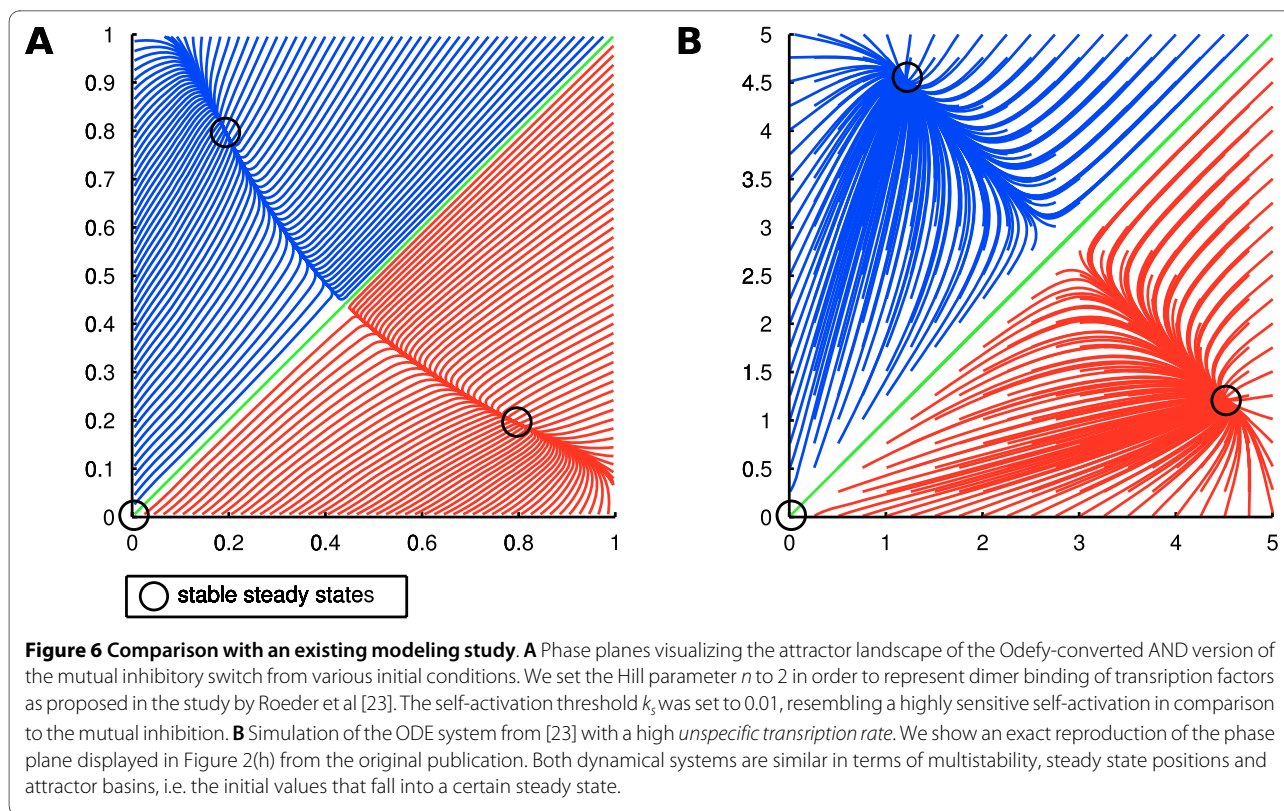 A
B
1
0.9
0.8
0.7
0.6
0.5
0.4
0.3
0.2
0.1
0
0 0.2 0.4 0.6 0.8 1
5
4.5
4
3.5
3
2.5
2
1.5
1
0.5
0
0 1 2 3 4 5
stable steady states
Figure 6 Comparison with an existing modeling study. A Phase planes visualizing the attractor landscape of the Odefy-converted AND version of
the mutual inhibitory switch from various initial conditions. We set the Hill parameter n to 2 in order to represent dimer binding of transription factors
as proposed in the study by Roeder et al [23]. The self-activation threshold ks was set to 0.01, resembling a highly sensitive self-activation in comparison
to the mutual inhibition. B Simulation of the ODE system from [23] with a high unspecific transription rate. We show an exact reproduction of the phase
plane displayed in Figure 2(h) from the original publication. Both dynamical systems are similar in terms of multistability, steady state positions and
attractor basins, i.e. the initial values that fall into a certain steady state.